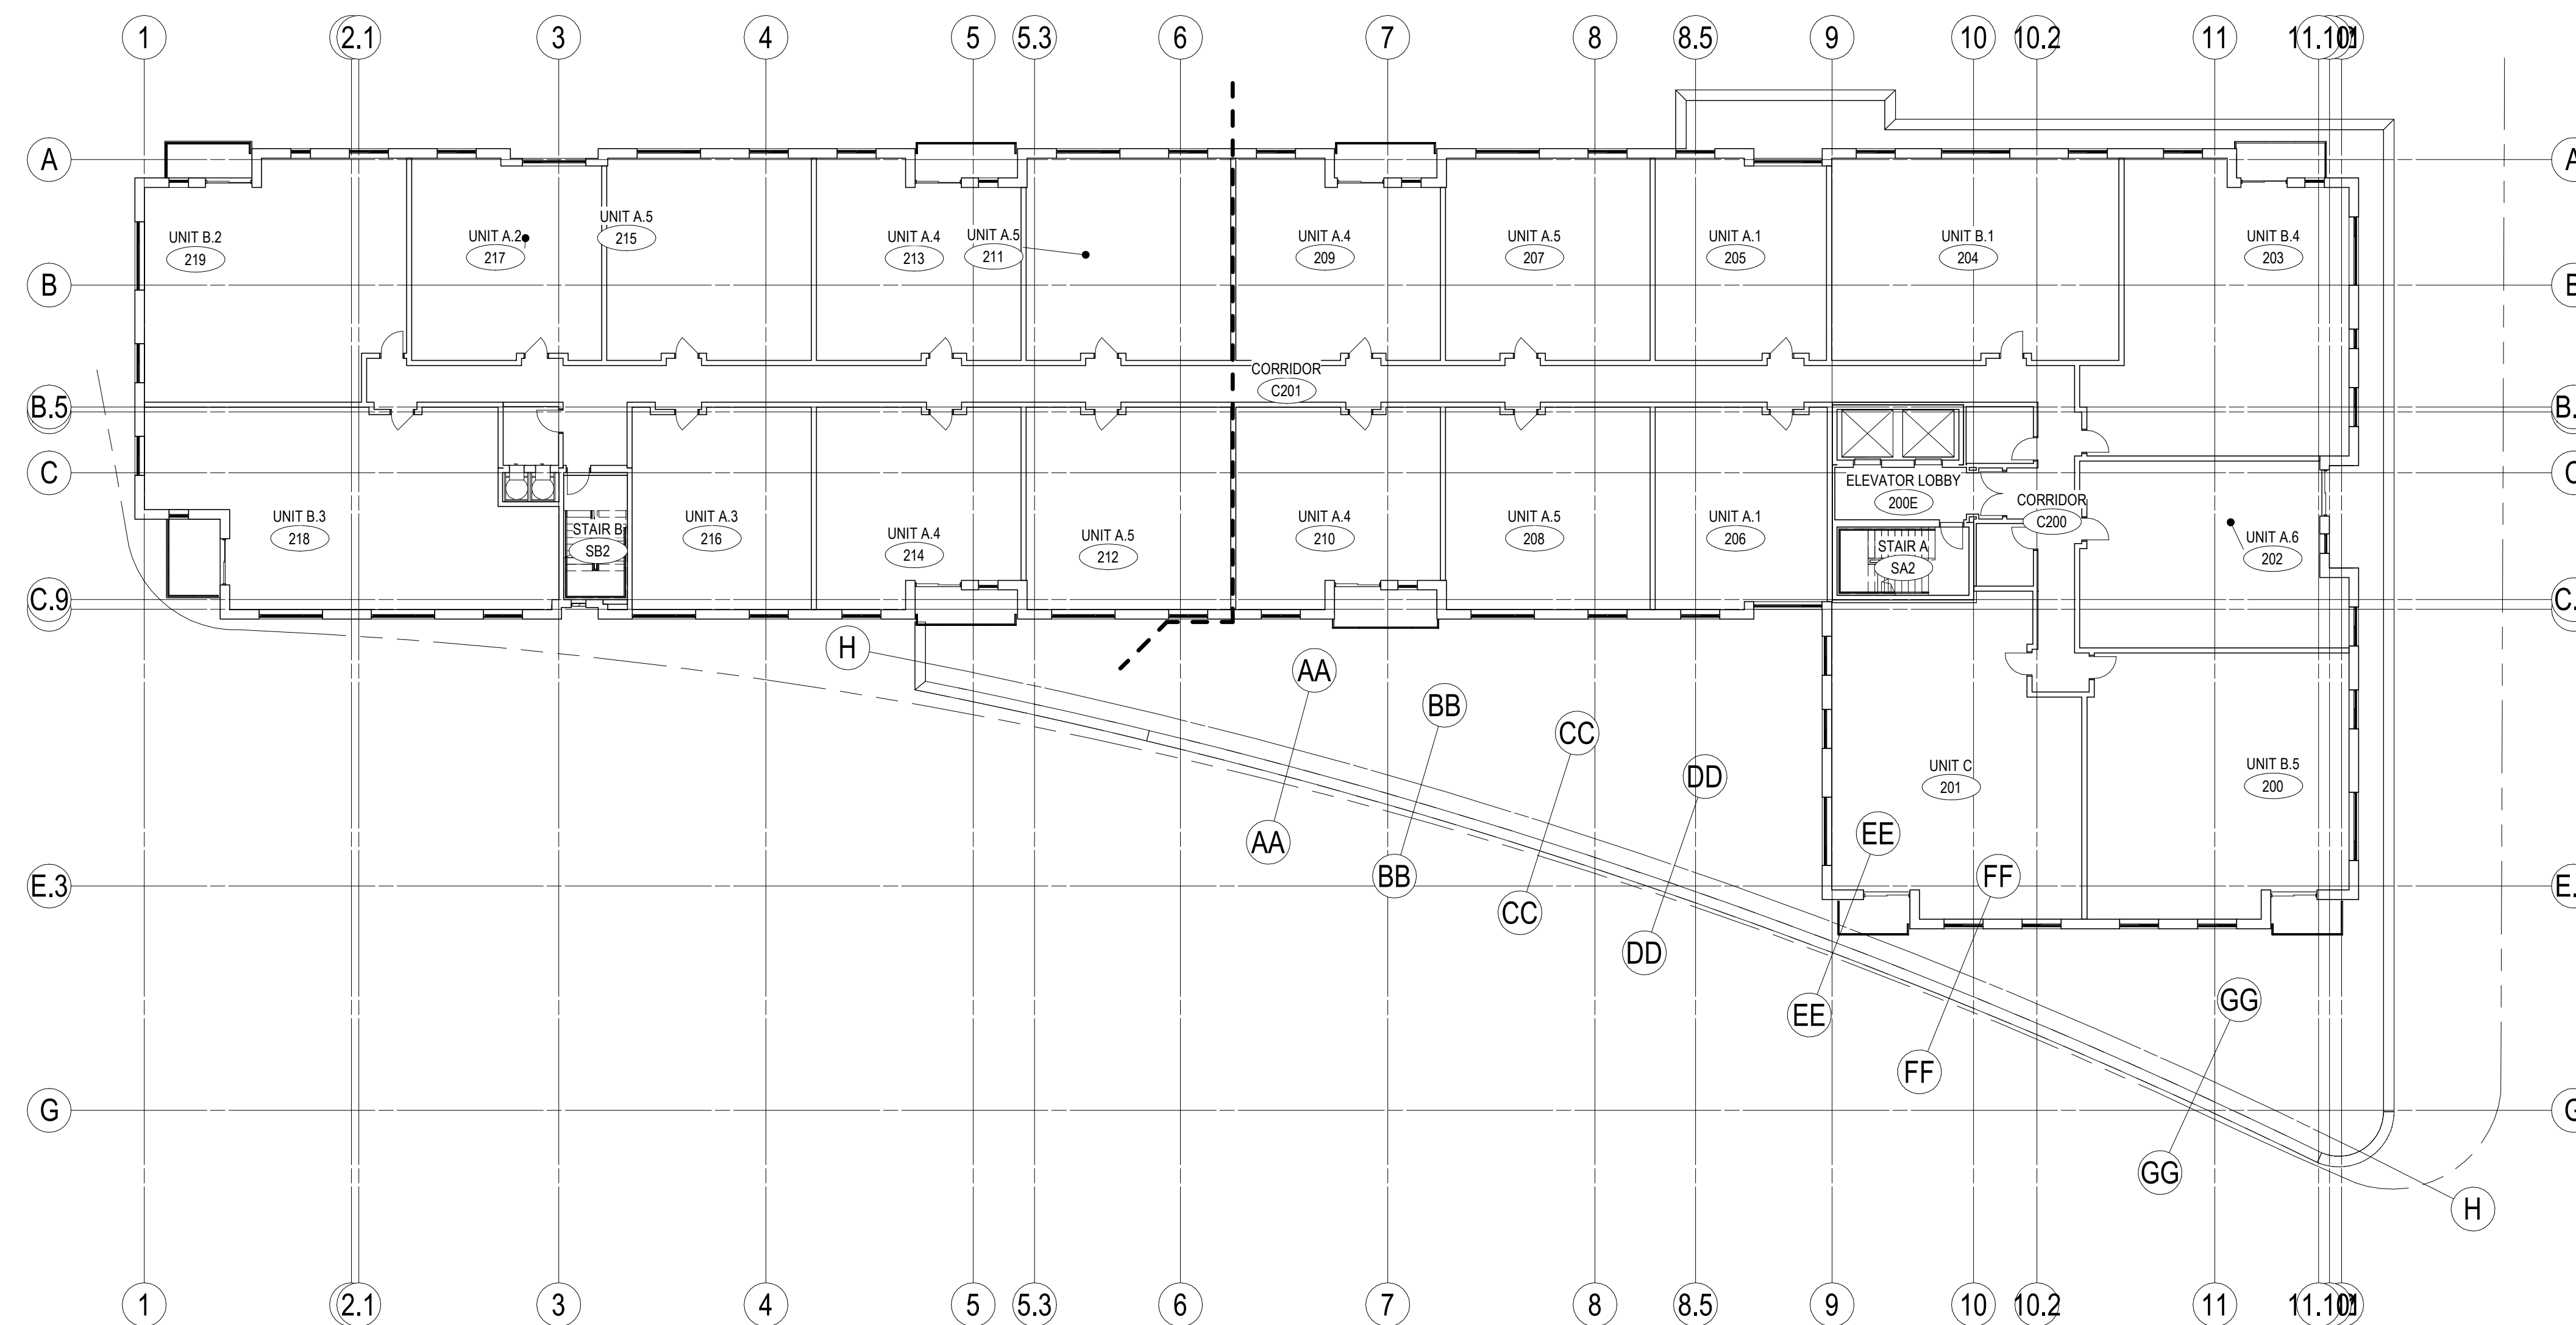 1
2.1
3
4
5
5.3
6
7
8
8.5
9
10
10.2
11
A
A
UNIT A.5
215
UNIT B.2
219
UNIT A.2
217
UNIT A.4
213
UNIT A.5
211
UNIT A.4
209
UNIT A.5
207
UNIT A.1
205
UNIT B.1
204
UNIT B.4
203
B
CORRIDOR
C201
B.5
C
ELEVATOR LOBBY
200E
CORRIDOR
C200
UNIT B.3
218
STAIR B
SB2
UNIT A.3
216
UNIT A.4
214
UNIT A.5
212
UNIT A.4
210
UNIT A.5
208
UNIT A.1
206
STAIR A
SA2
UNIT A.6
202
C.9
H
AA
BB
CC
DD
UNIT C
201
UNIT B.5
200
AA
BB
CC
DD
EE
FF
E.3
EE
FF
GG
G
GG
H
1
2.1
3
4
5
5.3
6
7
8
8.5
9
10
10.2
11